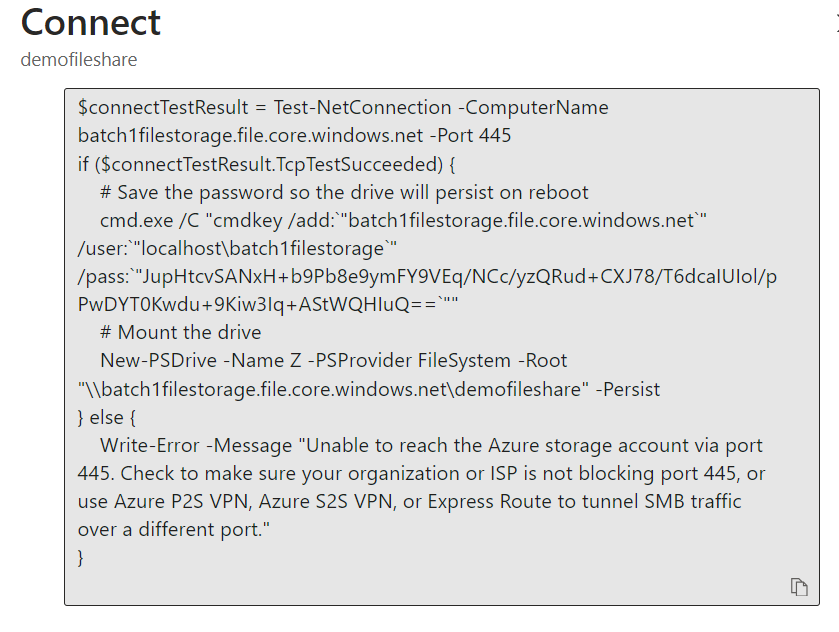 Connect
demofileshare
$connectTestResult = Test-NetConnection -ComputerName
batch1filestorage.file.core.windows.net -Port 445
if ($connectTestResult.TcpTestSucceeded) {
# Save the password so the drive will persist on reboot
cmd.exe /C "cmdkey /add:`"batch1filestorage.file.core.windows.net`"
/user:`"localhost\batch1filestorage`"
/pass:`"JupHtcvSANxH+b9Pb8e9ymFY9VEq/NCc/yzQRud+CXJ78/T6dcaIUIol/p
PwDYT0Kwdu+9Kiw3Iq+AStWQHIuQ==`""
# Mount the drive
New-PSDrive -Name Z -PSProvider FileSystem -Root
"\\batch1filestorage.file.core.windows.net\demofileshare" -Persist
} else {
Write-Error -Message "Unable to reach the Azure storage account via port
445. Check to make sure your organization or ISP is not blocking port 445, or
use Azure P2S VPN, Azure S2S VPN, or Express Route to tunnel SMB traffic
over a different port."
}